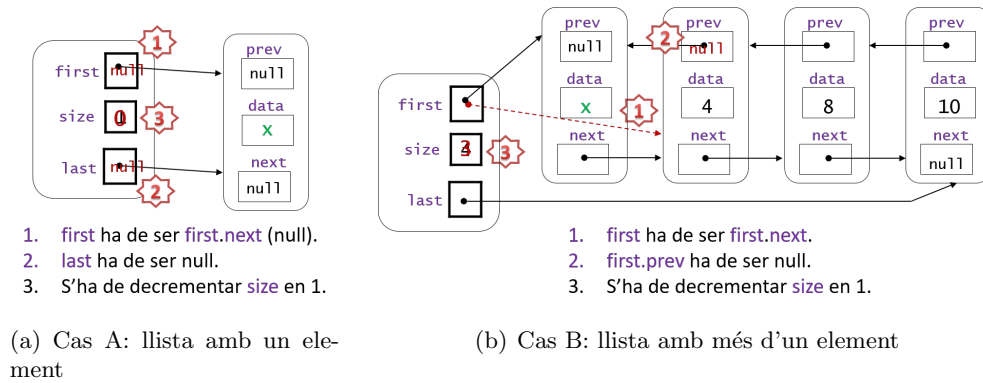 1
prev
first
null
null
data
size
3
x
next
last
null
null
2
1. first ha de ser first.next (null).
2. last ha de ser null.
3. S'ha de decrementar size en 1.
(a) Cas A: llista amb un ele-
ment
prev
prev
prev
prev
null
2
null
data
data
data
data
first
x
1
4
8
10
size
3
next
next
next
next
null
last
1. first ha de ser first.next.
2. first.prev ha de ser null.
3. S'ha de decrementar size en 1.
(b) Cas B: llista amb més d'un element